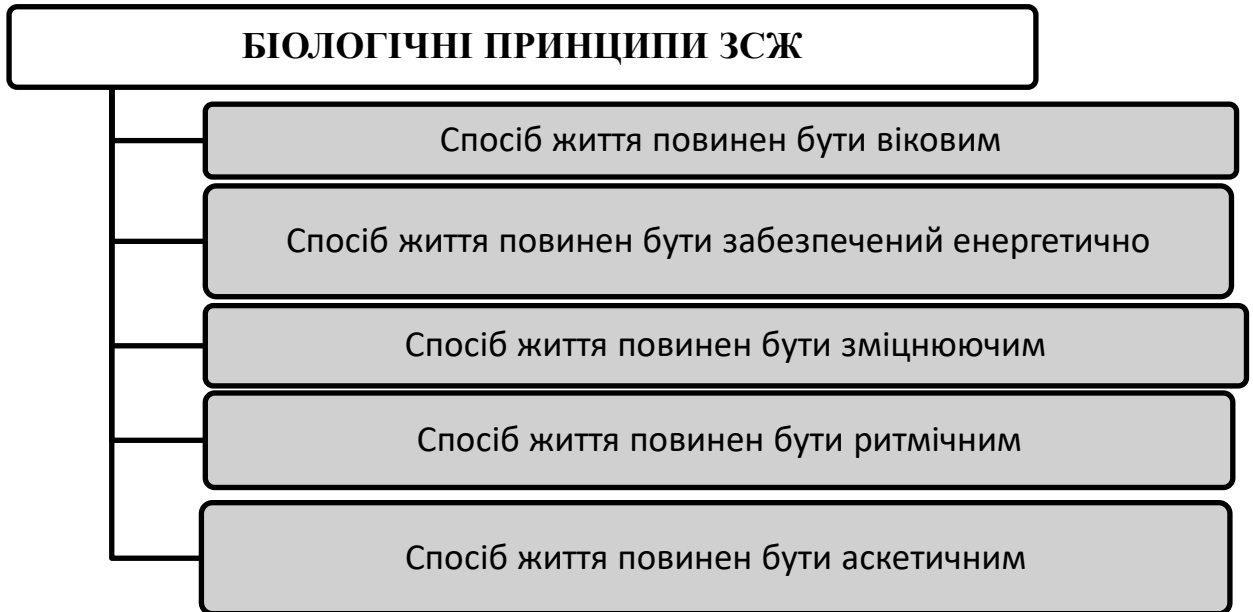 БІОЛОГІЧНІ ПРИНЦИПИ ЗСЖ
Спосіб життя повинен бути віковим
Спосіб життя повинен бути забезпечений енергетично
Спосіб життя повинен бути зміцнюючим
Спосіб життя повинен бути ритмічним
Спосіб життя повинен бути аскетичним